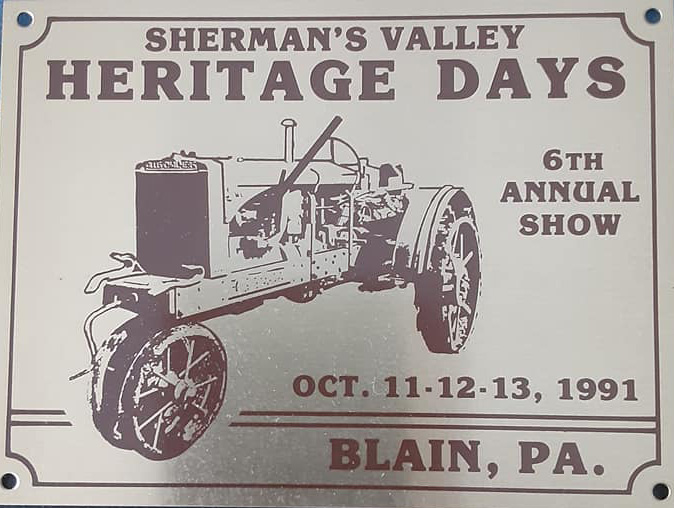 SHERMAN'S VALLEY
HERITAGE DAYS
6TH
ANNUAL
SHOW
OCT. 11-12-13, 1991
BLAIN, PA.